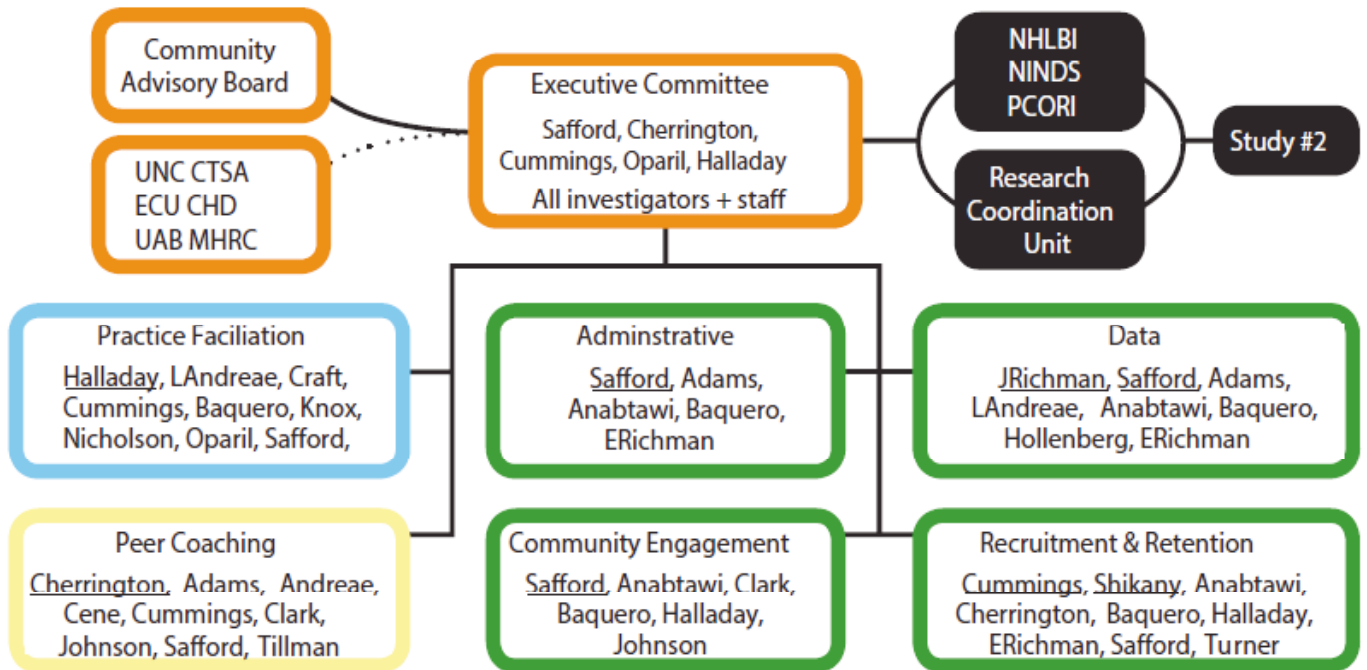 Community
Advisory Board
UNC CTSA
ECU CHD
UAB MHRC
Executive Committee
Safford, Cherrington,
Cummings, Oparil, Halladay
All investigators + staff
NHLBI
NINDS
PCORI
Research
Coordination
Unit
Study #2
Practice Faciliation
Halladay, LAndreae, Craft,
Cummings, Baquero, Knox,
Nicholson, Oparil, Safford,
Adminstrative
Safford, Adams,
Anabtawi, Baquero,
ERichman
Data
JRichman, Safford, Adams,
LAndreae, Anabtawi, Baquero,
Hollenberg, ERichman
Peer Coaching
Cherrington, Adams, Andreae,
Cene, Cummings, Clark,
Johnson, Safford, Tillman
Community Engagement
Safford, Anabtawi, Clark,
Baquero, Halladay,
Johnson
Recruitment & Retention
Cummings, Shikany, Anabtawi,
Cherrington, Baquero, Halladay,
ERichman, Safford, Turner